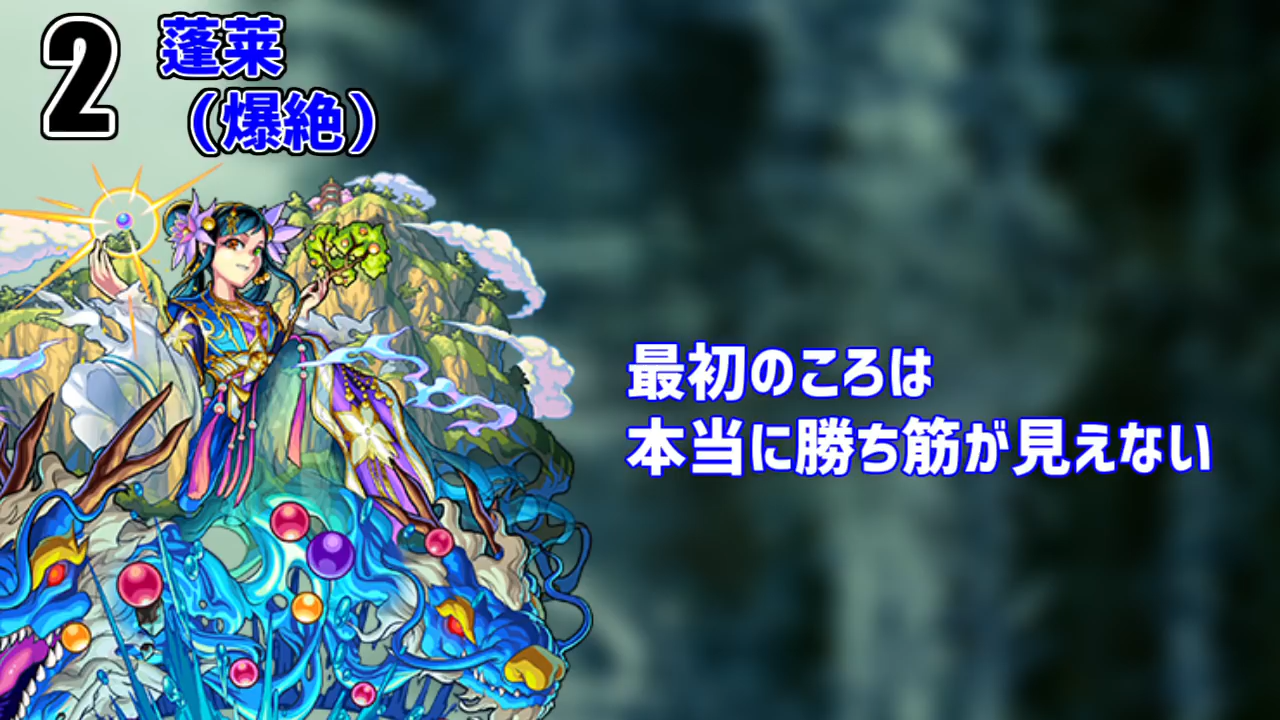 2
蓬莱
（爆絶）
最初のころは
本当に勝ち筋が見えない